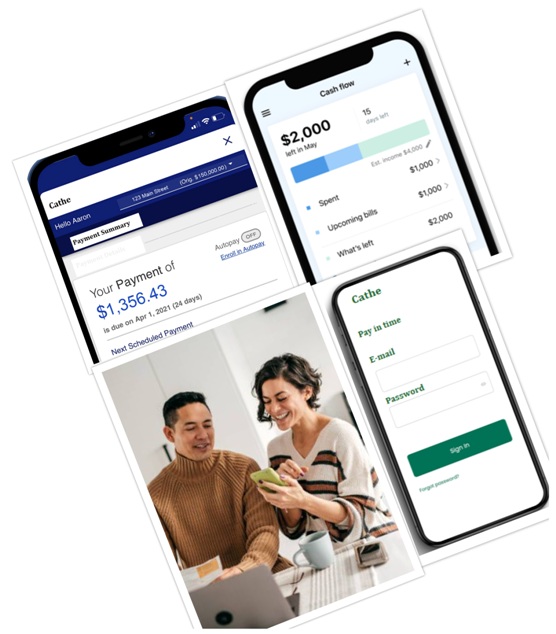 Cash flow
$2,000
left in May
15
days left
Est. income $4,000
Spent
$1,000
Upcoming bills
$1,000
What's left
$2,000
Cathe
Hello Aaron
123 Main Street (Orig. $150,000.00)
Payment Summary
Your Payment of
$1,356.43
is due on Apr 1, 2021 (24 days)
Autopay OFF
Enroll in Autopay
Next Scheduled Payment
Cathe
Pay in time
E-mail
Password
Sign In
Forgot password?